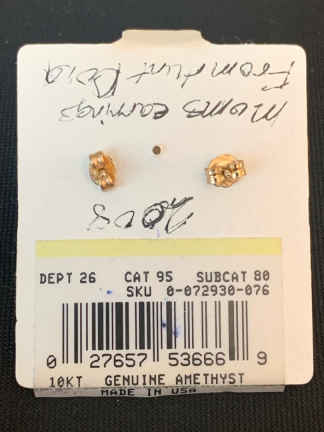 2008
Moms earrings
From Aunt
DEPT 26 CAT 95 SUBCAT 80
SKU 0-072930-076
0 27657 53666 9
10KT GENUINE AMETHYST
MADE IN USA